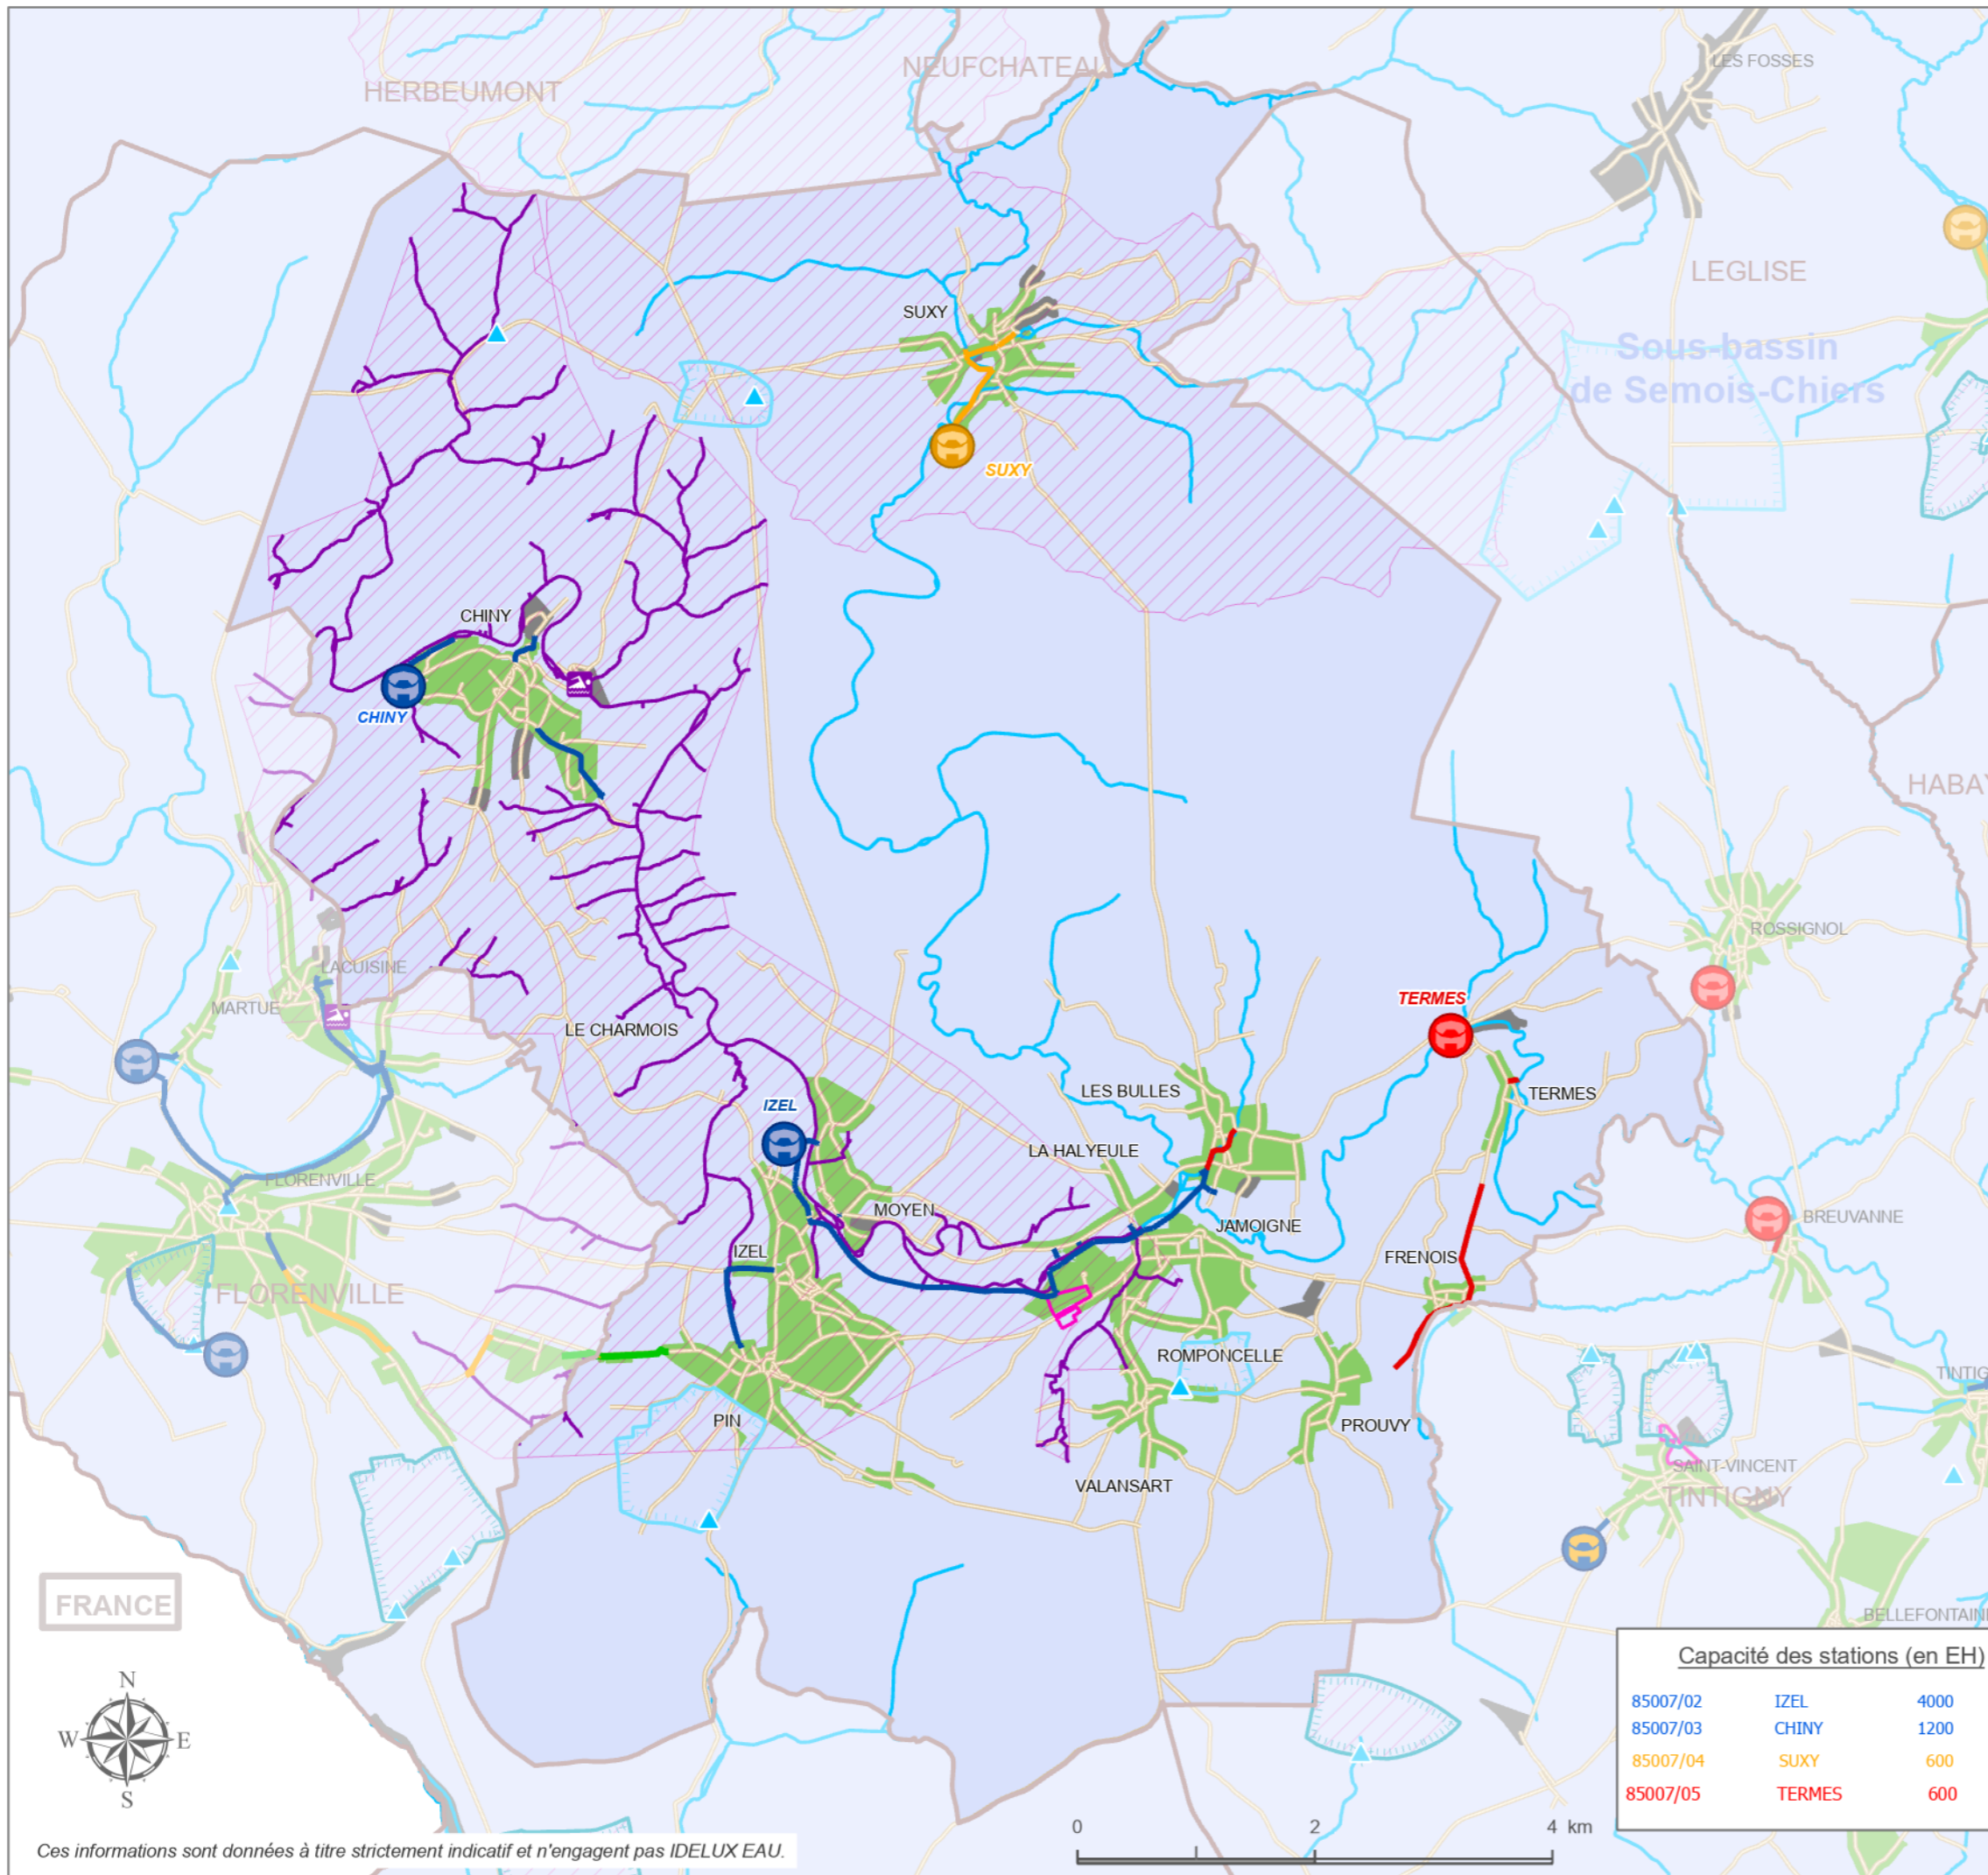 LES FOSSES
NEUFCHATEAU
HERBEUMONT
LEGLISE
SUXY
Sous-bassin
de Semois-Chiers
SUXY
CHINY
CHINY
HABAY
ROSSIGNOL
LACUISINE
MARTUE
TERMES
LE CHARMOIS
LES BULLES
TERMES
IZEL
LA HALYEULE
FLORENVILLE
MOYEN
BREUVANNE
JAMOIGNE
IZEL
FRENOIS
FLORENVILLE
ROMPONCELLE
TINTIG
PIN
PROUVY
SAINT-VINCENT
VALANSART
TINTIGNY
FRANCE
BELLEFONTAINE
Capacité des stations (en EH)
85007/02 IZEL 4000
85007/03 CHINY 1200
85007/04 SUXY 600
85007/05 TERMES 600
N
W E
S
0 2 4 km
Ces informations sont données à titre strictement indicatif et n'engagent pas IDELUX EAU.